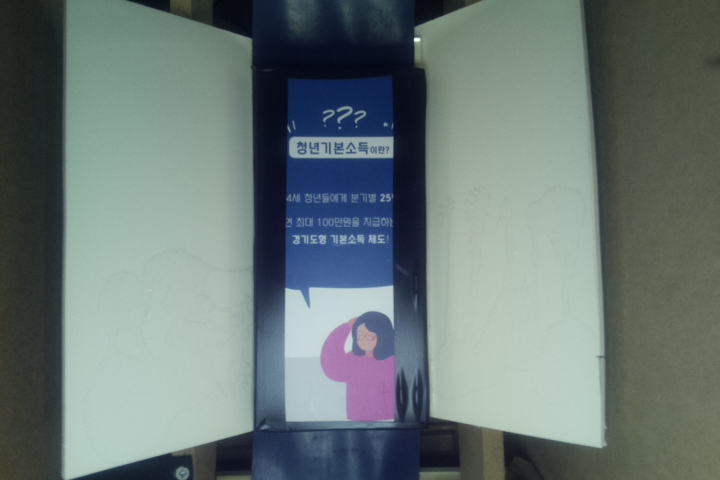 ???
청년기본소득이란?
4세 청년들에게 분기별 25
최대 100만원을 지급하는
경기도형 기본소득 제도!